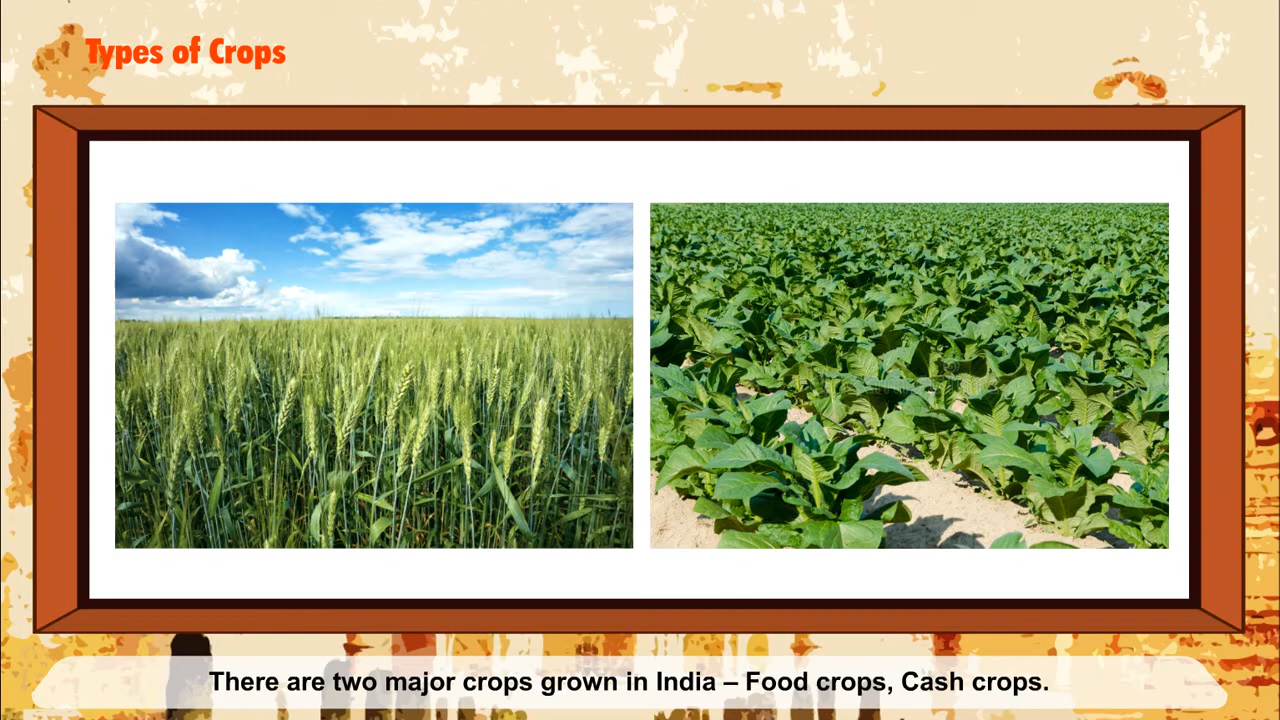 Types of Crops
There are two major crops grown in India – Food crops, Cash crops.